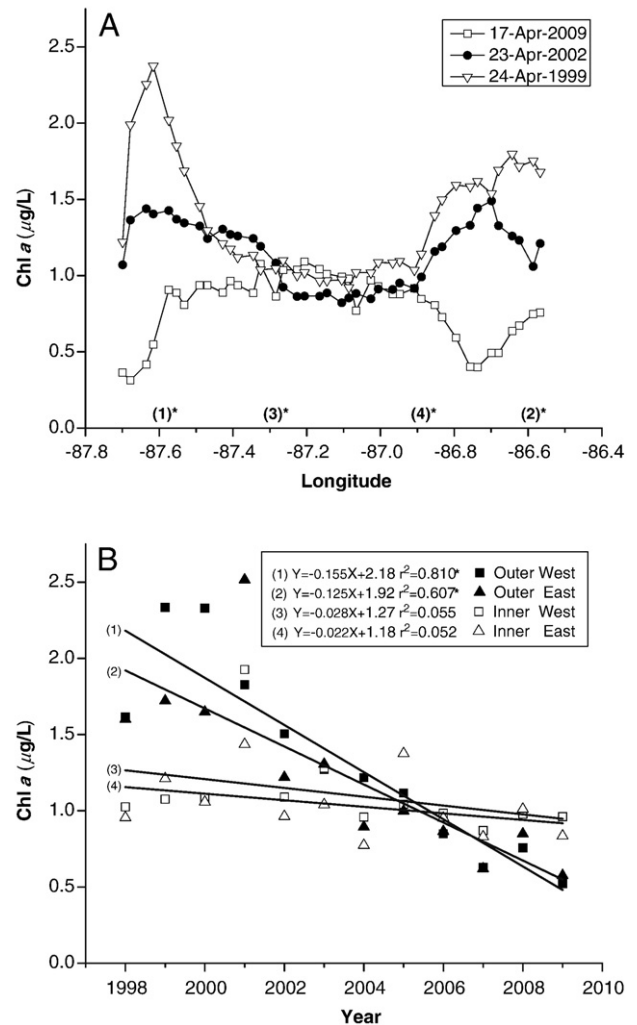 A
17-Apr-2009
23-Apr-2002
24-Apr-1999
2.5
2.0
1.5
1.0
0.5
0.0
Chl a (µg/L)
(1)* (3)* (4)* (2)*
-87.8 -87.6 -87.4 -87.2 -87.0 -86.8 -86.6 -86.4
Longitude
B
(1) Y=-0.155X+2.18 r²=0.810* Outer West
(2) Y=-0.125X+1.92 r²=0.607* Outer East
(3) Y=-0.028X+1.27 r²=0.055 Inner West
(4) Y=-0.022X+1.18 r²=0.052 Inner East
2.5
2.0
1.5
1.0
0.5
0.0
Chl a (µg/L)
(1)
(2)
(3)
(4)
1998 2000 2002 2004 2006 2008 2010
Year